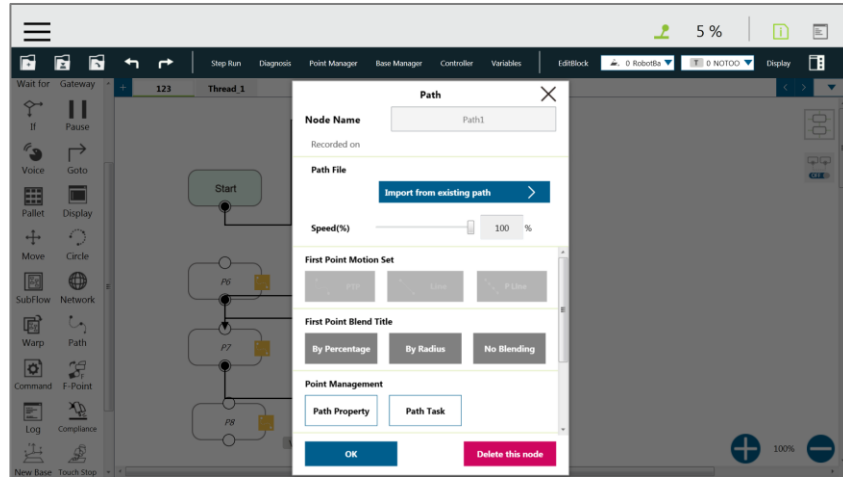 5 %
Step Run Diagnosis Point Manager Base Manager Controller Variables EditBlock 0 RobotBa T 0 NOTOO Display
Wait for Gateway + 123 Thread_1
If Pause
Voice Goto
Pallet Display
Move Circle
SubFlow Network
Warp Path
Command F-Point
Log Compliance
New Base Touch Stop
Start
P6
P7
P8
Path
Node Name Path1
Recorded on
Path File
Import from existing path
Speed(%) 100 %
First Point Motion Set
PTP Line P Line
First Point Blend Title
By Percentage By Radius No Blending
Point Management
Path Property Path Task
OK Delete this node
OFF
100%